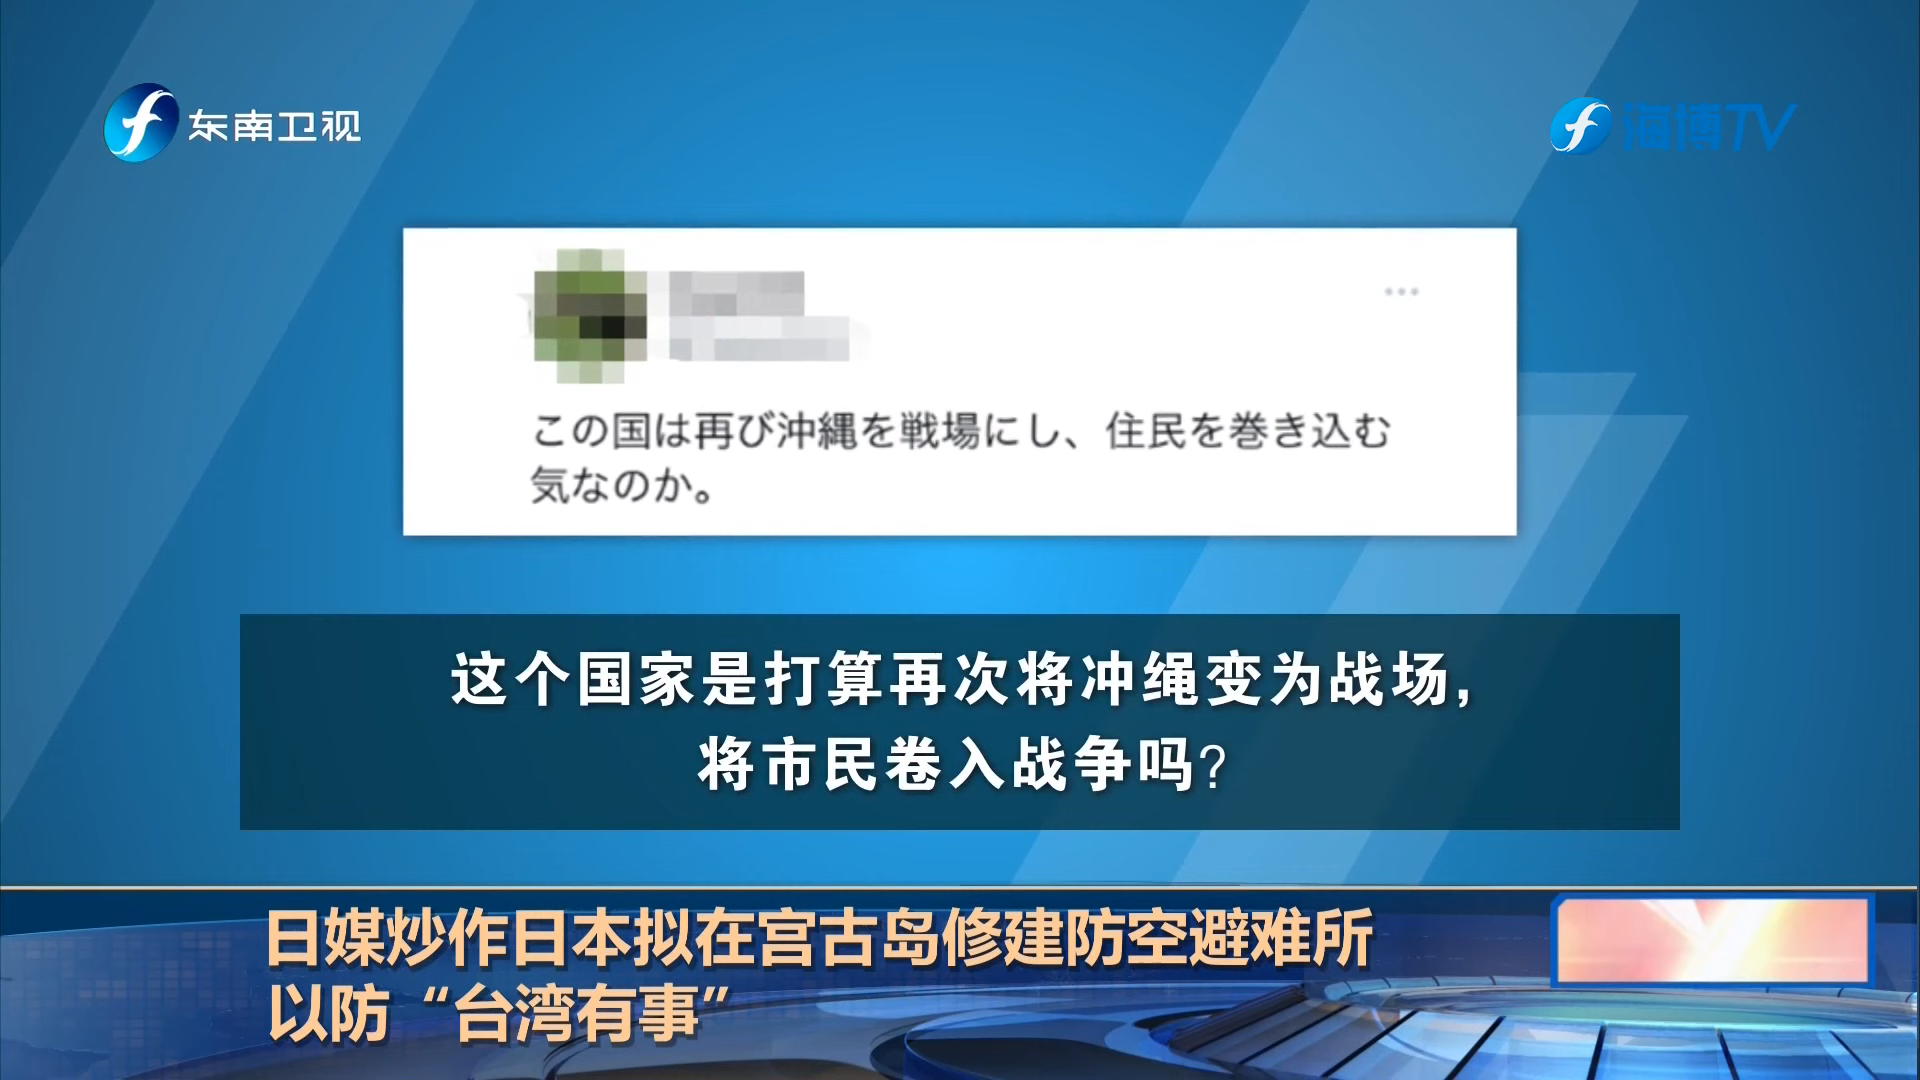 东南卫视
海博TV
この国は再び沖縄を戦場にし、住民を巻き込む
気なのか。
这个国家是打算再次将冲绳变为战场，
将市民卷入战争吗？
日媒炒作日本拟在宫古岛修建防空避难所
以防“台湾有事”